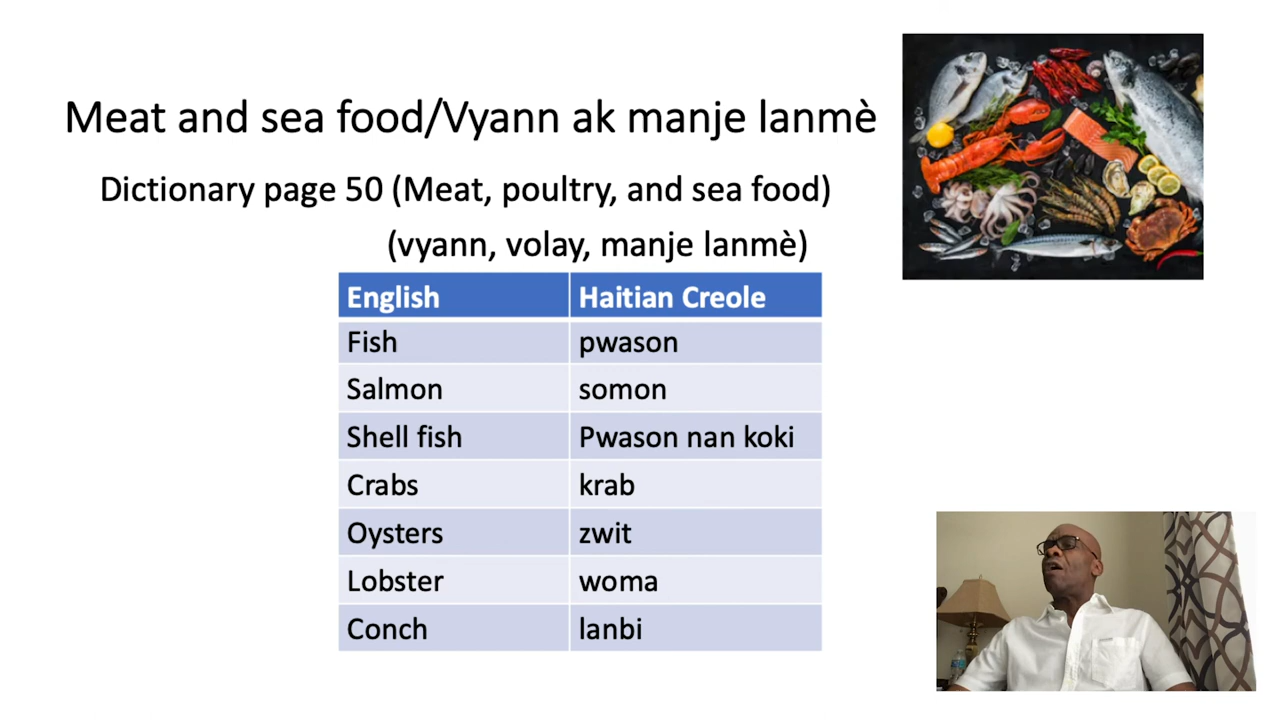 Meat and sea food/Vyann ak manje lanmè
Dictionary page 50 (Meat, poultry, and sea food)
(vyann, volay, manje lanmè)
English Haitian Creole
Fish pwason
Salmon somon
Shell fish Pwason nan koki
Crabs krab
Oysters zwit
Lobster woma
Conch lanbi